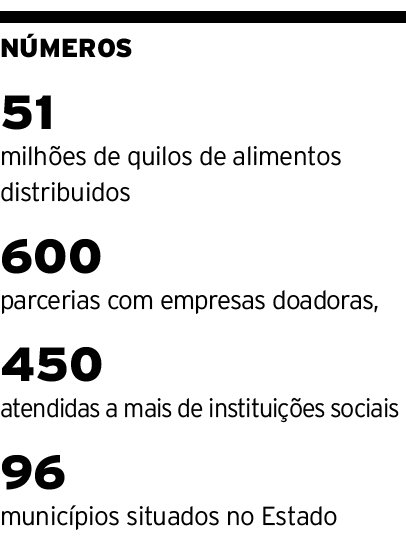 NÚMEROS
51
milhões de quilos de alimentos
distribuidos
600
parcerias com empresas doadoras,
450
atendidas a mais de instituições sociais
96
municípios situados no Estado